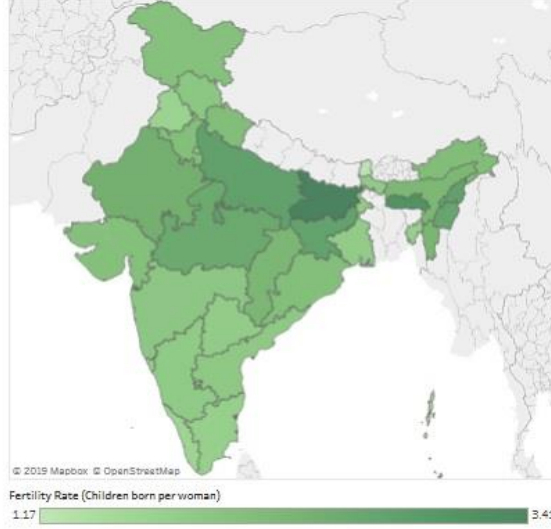 © 2019 Mapbox © OpenStreetMap
Fertility Rate (Children born per woman)
1.17